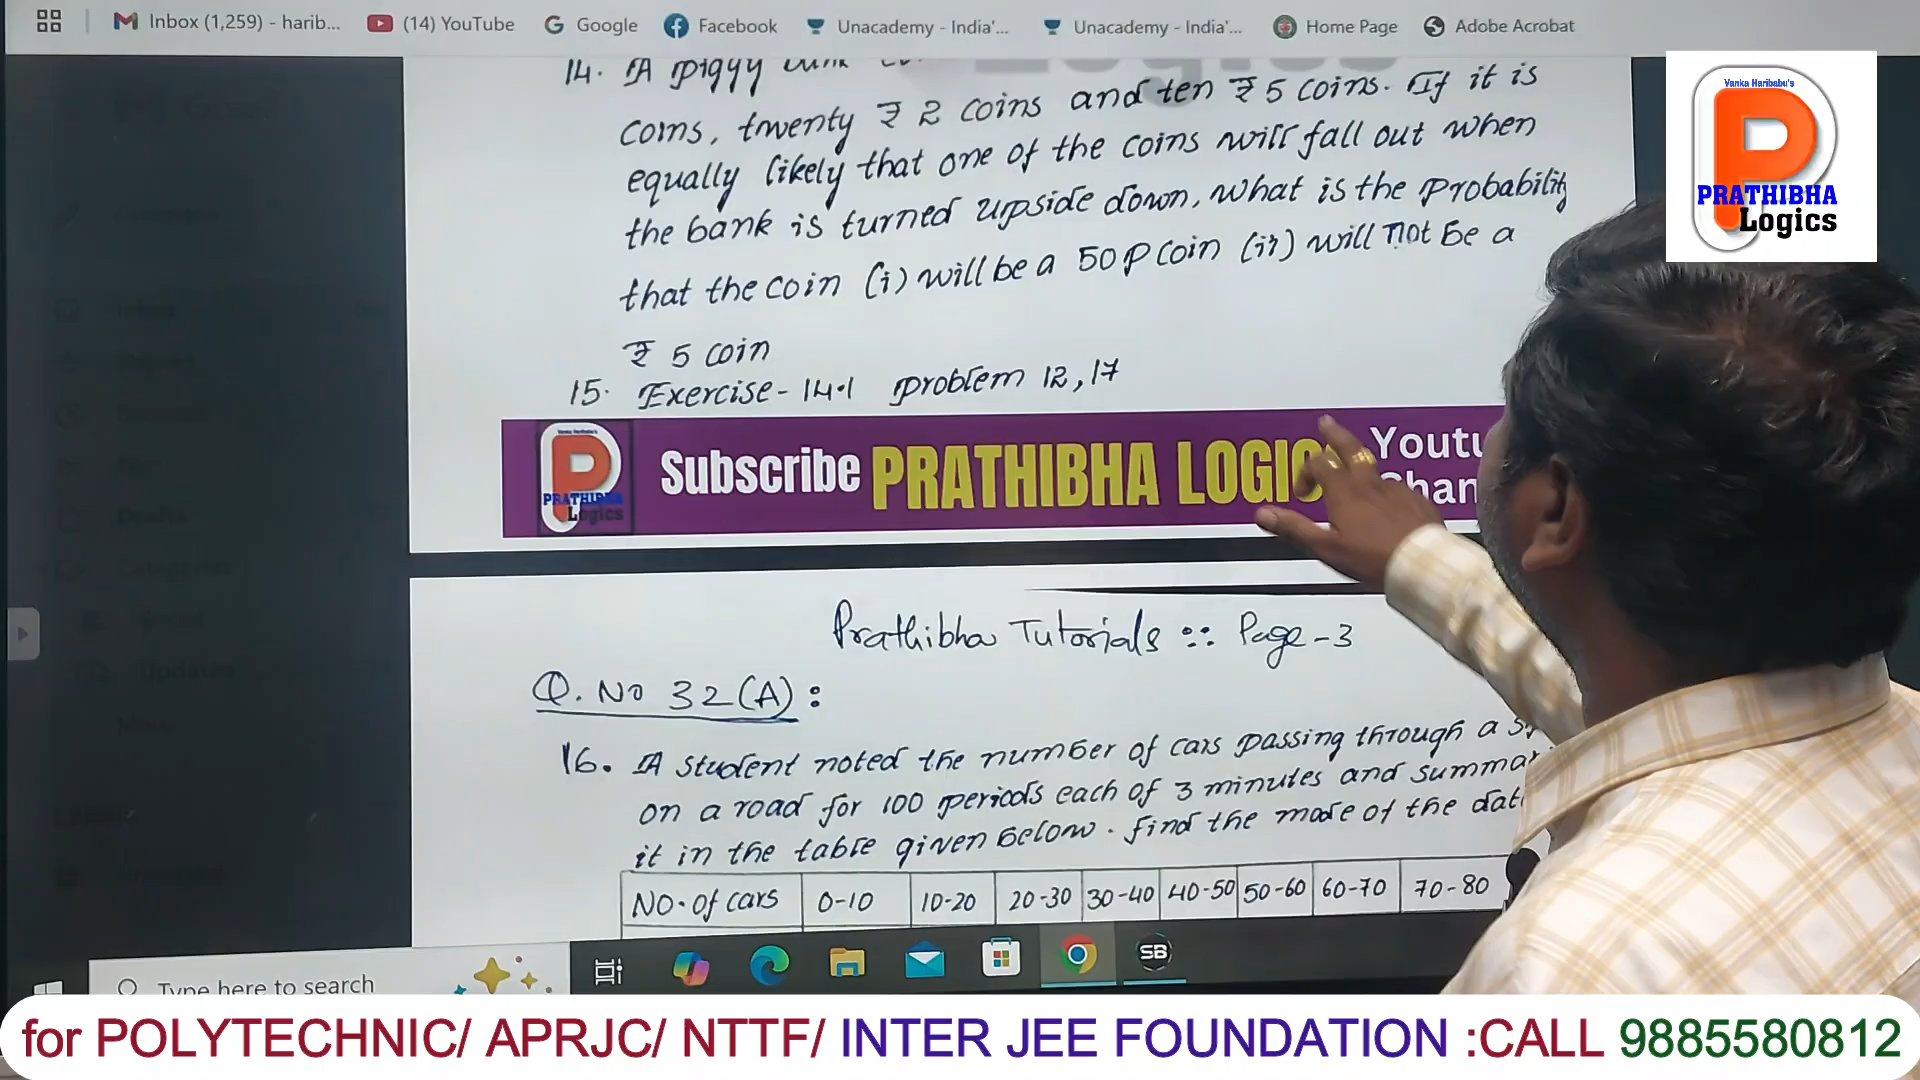 Inbox (1,259) - harib... (14) YouTube Google Facebook Unacademy - India'... Unacademy - India'... Home Page Adobe Acrobat
14. A piggy bank
coins, twenty ₹ 2 coins and ten ₹ 5 coins. If it is
equally likely that one of the coins will fall out when
the bank is turned upside down, what is the probability
that the coin (i) will be a 50 P coin (ii) will not be a
₹ 5 coin
15. Exercise - 14.1 problem 12, 17
Vanka Haribabu's
PRATHIBHA
Logics
PRATHIBHA
Logics
Subscribe PRATHIBHA LOGIC
Prathibha Tutorials :: Page - 3
Q. No 32(A) :
16. A student noted the number of cars passing through a
on a road for 100 periods each of 3 minutes and
it in the table given below. find the mode of the
No. of cars 0-10 10-20 20-30 30-40 40-50 50-60 60-70 70-80
Type here to search
SB
for POLYTECHNIC/ APRJC/ NTTF/ INTER JEE FOUNDATION :CALL 9885580812